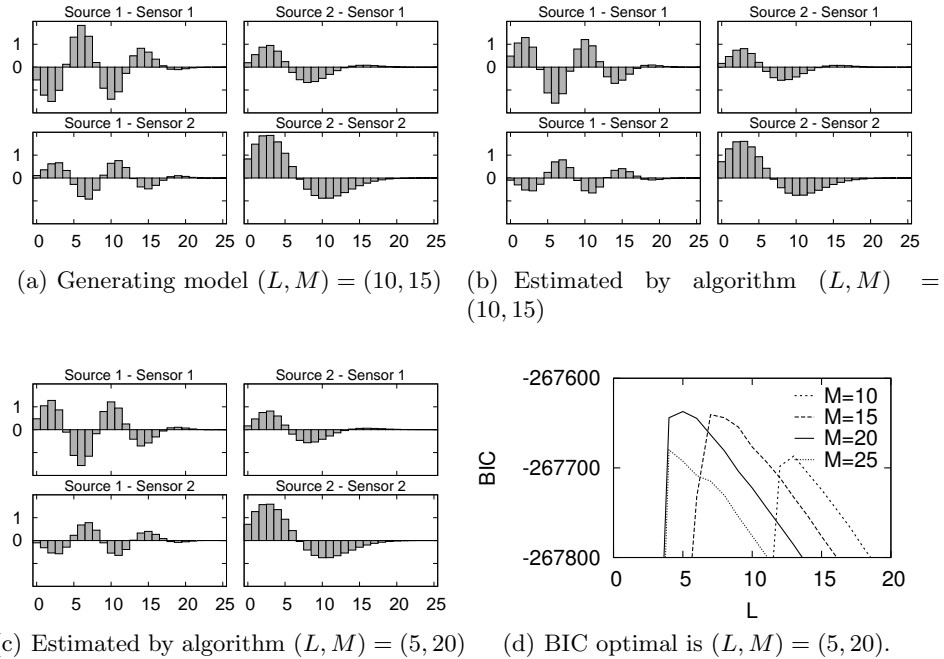 Source 1 - Sensor 1
Source 2 - Sensor 1
1
0
Source 1 - Sensor 2
Source 2 - Sensor 2
1
0
0 5 10 15 20 25
0 5 10 15 20 25
(a) Generating model (L, M) = (10, 15)
Source 1 - Sensor 1
Source 2 - Sensor 1
1
0
Source 1 - Sensor 2
Source 2 - Sensor 2
1
0
0 5 10 15 20 25
0 5 10 15 20 25
(b) Estimated by algorithm (L, M) =
(10, 15)
Source 1 - Sensor 1
Source 2 - Sensor 1
1
0
Source 1 - Sensor 2
Source 2 - Sensor 2
1
0
0 5 10 15 20 25
0 5 10 15 20 25
(c) Estimated by algorithm (L, M) = (5, 20)
-267600
-267700
-267800
BIC
M=10
M=15
M=20
M=25
0 5 10 15 20
L
(d) BIC optimal is (L, M) = (5, 20).